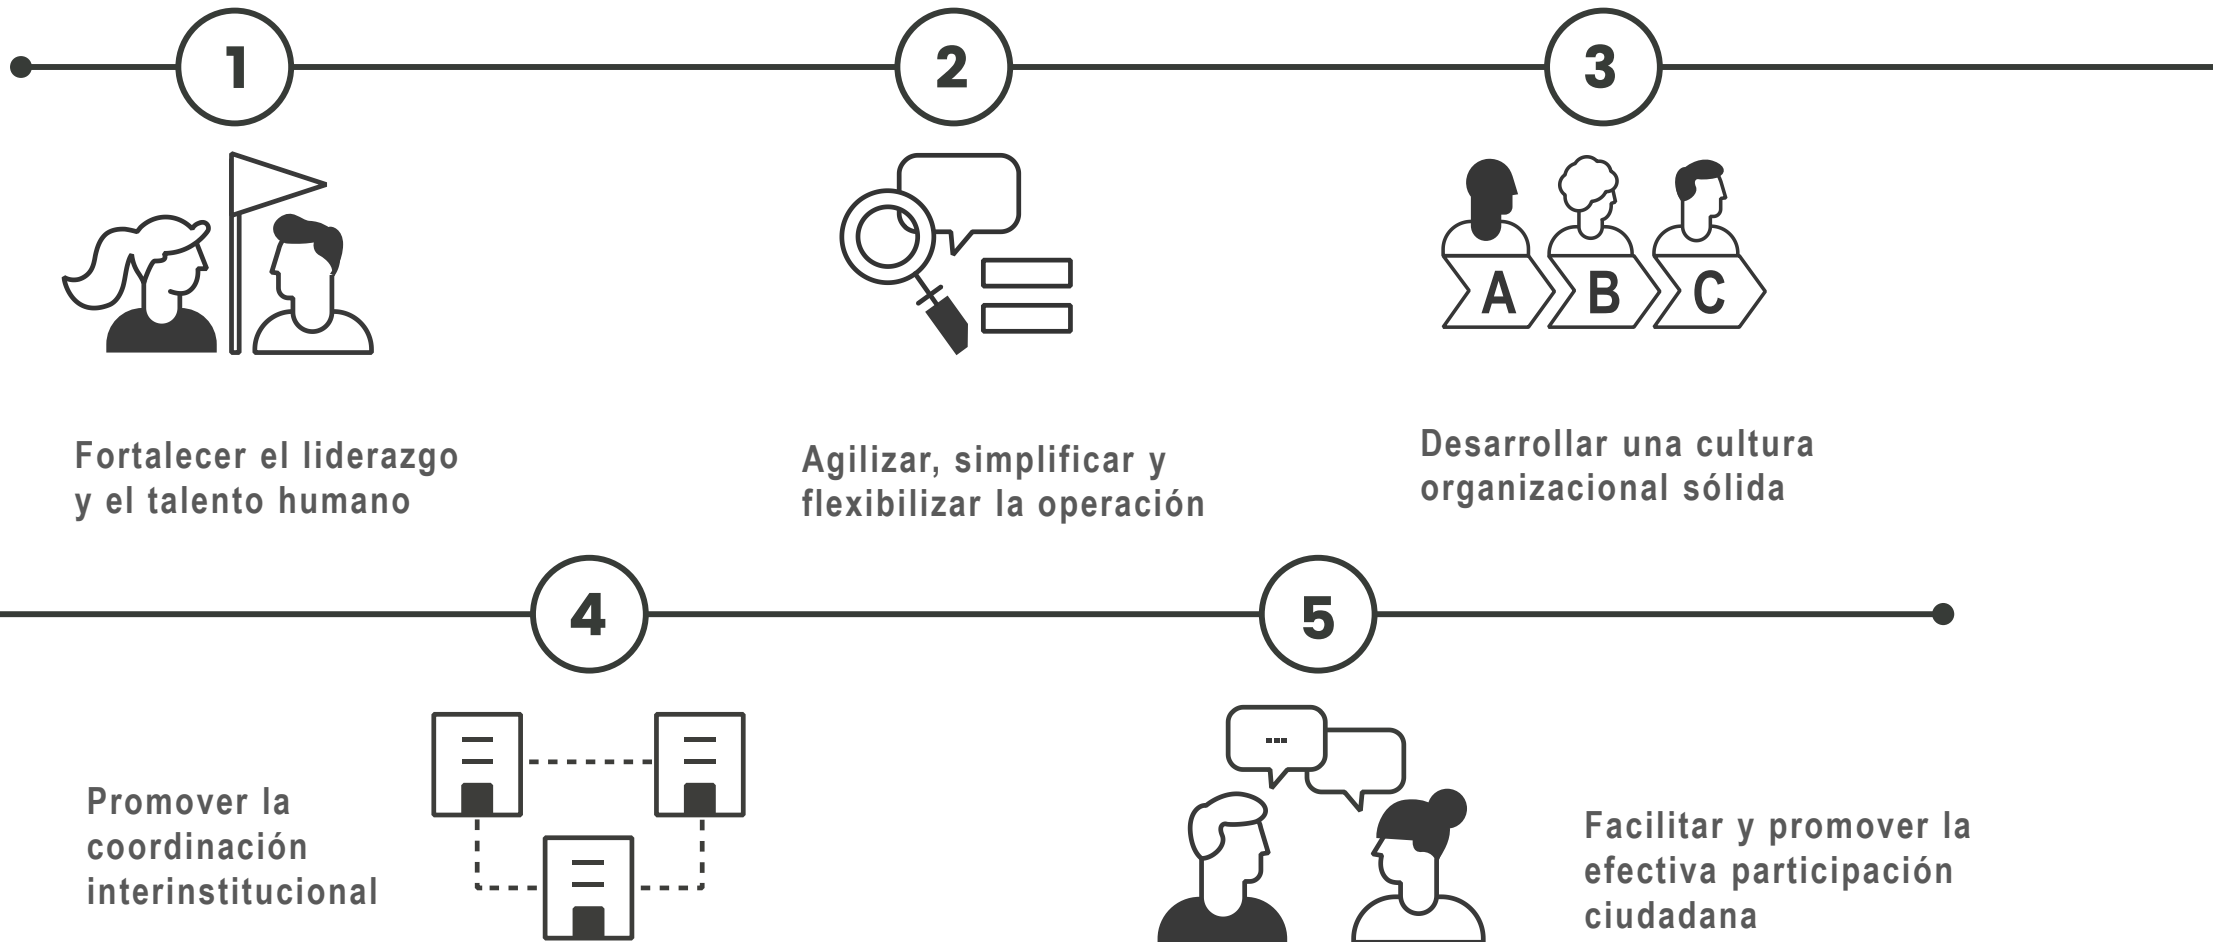 1
2
3
A B C
Fortalecer el liderazgo
y el talento humano
Agilizar, simplificar y
flexibilizar la operación
Desarrollar una cultura
organizacional sólida
4
5
...
Promover la
coordinación
interinstitucional
Facilitar y promover la
efectiva participación
ciudadana